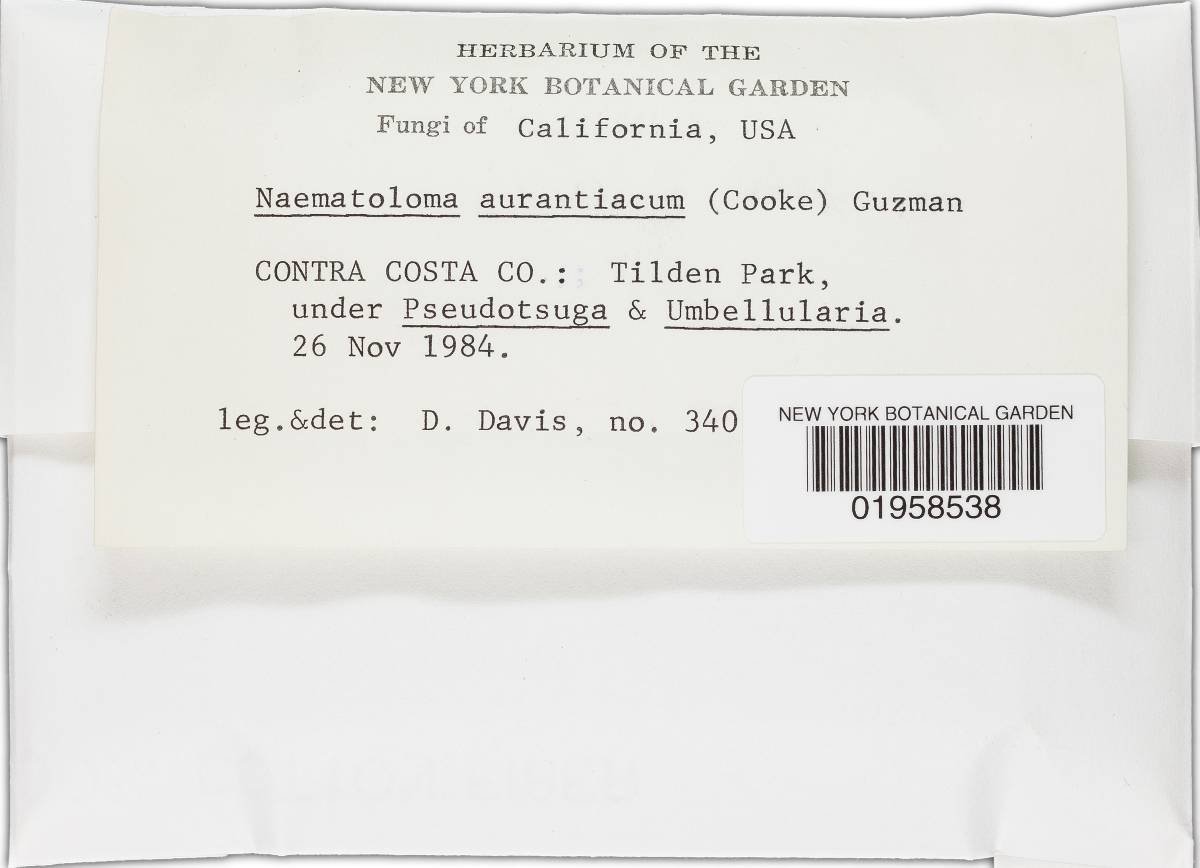 HERBARIUM OF THE
NEW YORK BOTANICAL GARDEN
Fungi of California, USA
Naematoloma aurantiacum (Cooke) Guzman
CONTRA COSTA CO.: Tilden Park,
under Pseudotsuga & Umbellularia.
26 Nov 1984.
leg.&det: D. Davis, no. 340
NEW YORK BOTANICAL GARDEN
01958538